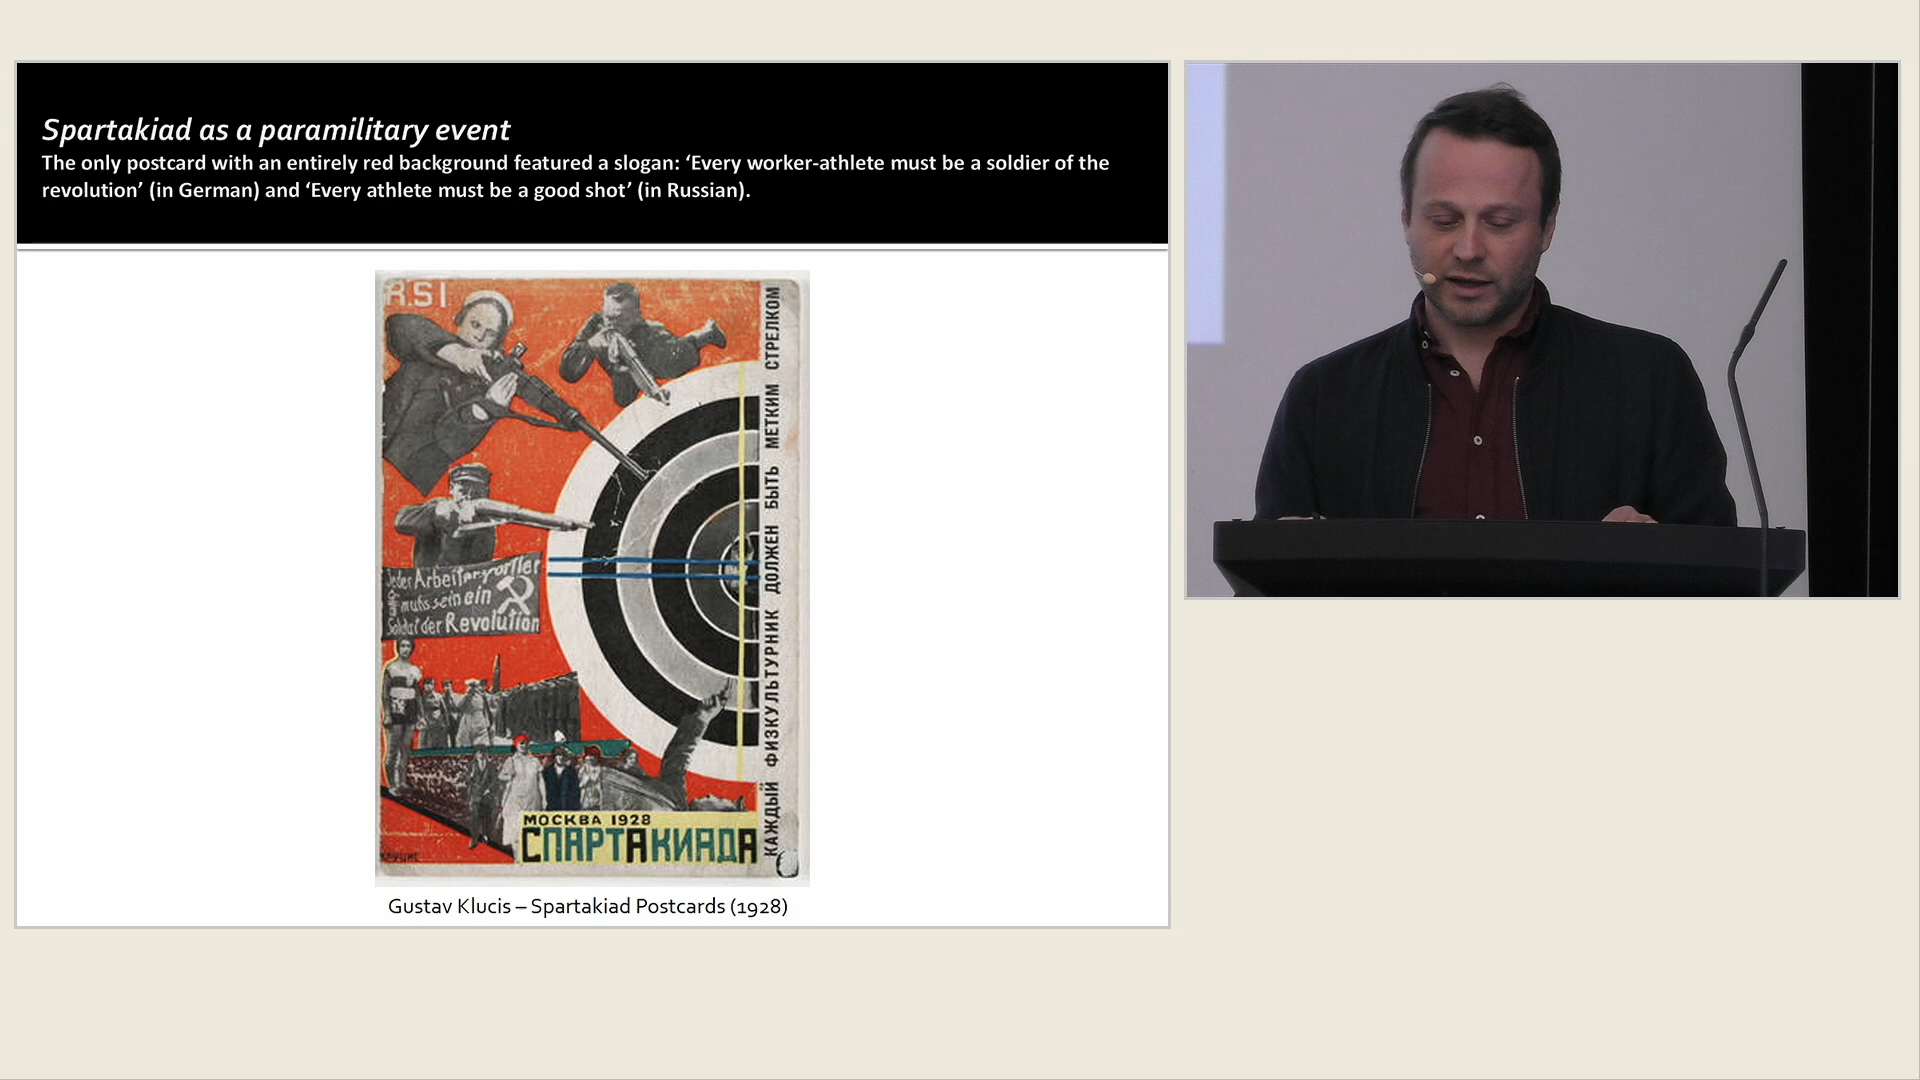 Spartakiad as a paramilitary event
The only postcard with an entirely red background featured a slogan: ‘Every worker-athlete must be a soldier of the
revolution’ (in German) and ‘Every athlete must be a good shot’ (in Russian).
R.S I
КАЖДЫЙ ФИЗКУЛЬТУРНИК ДОЛЖЕН БЫТЬ МЕТКИМ СТРЕЛКОМ
Jeder Arbeitersportler
muſs sein ein
Soldat der Revolution
МОСКВА 1928
СПАРТАКИАДА
Gustav Klucis – Spartakiad Postcards (1928)